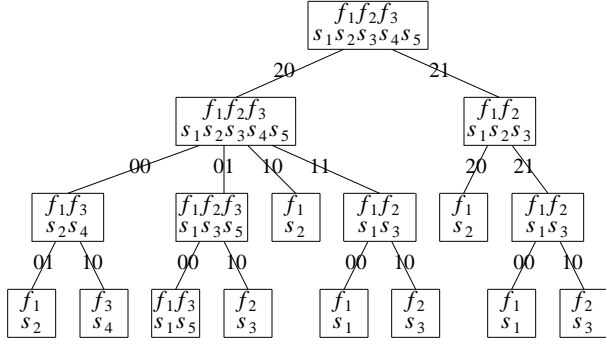 f₁f₂f₃
s₁s₂s₃s₄s₅
20 21
f₁f₂f₃
s₁s₂s₃s₄s₅
f₁f₂
s₁s₂s₃
00 01 10 11 20 21
f₁f₃
s₂s₄
f₁f₂f₃
s₁s₃s₅
f₁
s₂
f₁f₂
s₁s₃
f₁
s₂
f₁f₂
s₁s₃
01 10 00 10 00 10 00 10
f₁
s₂
f₃
s₄
f₁f₃
s₁s₅
f₂
s₃
f₁
s₁
f₂
s₃
f₁
s₁
f₂
s₃